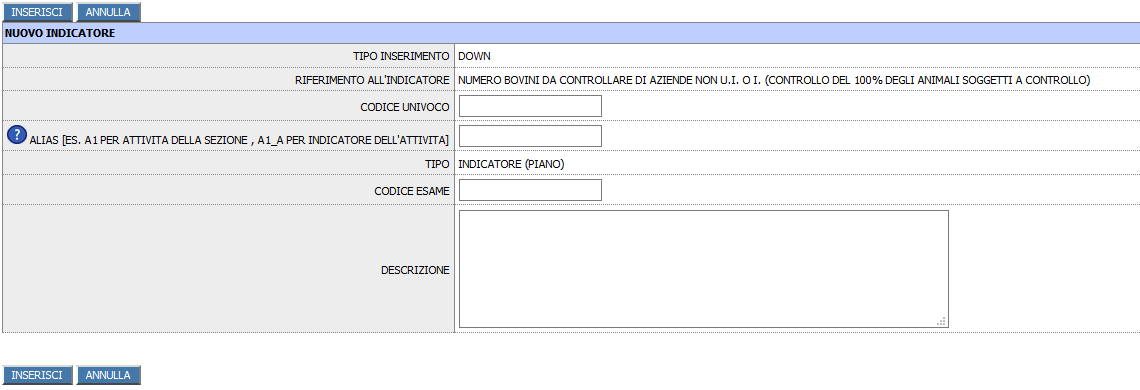 INSERISCI ANNULLA
NUOVO INDICATORE
TIPO INSERIMENTO DOWN
RIFERIMENTO ALL'INDICATORE NUMERO BOVINI DA CONTROLLARE DI AZIENDE NON U.I. O I. (CONTROLLO DEL 100% DEGLI ANIMALI SOGGETTI A CONTROLLO)
CODICE UNIVOCO
? ALIAS [ES. A1 PER ATTIVITA DELLA SEZIONE , A1_A PER INDICATORE DELL'ATTIVITA]
TIPO INDICATORE (PIANO)
CODICE ESAME
DESCRIZIONE
INSERISCI ANNULLA